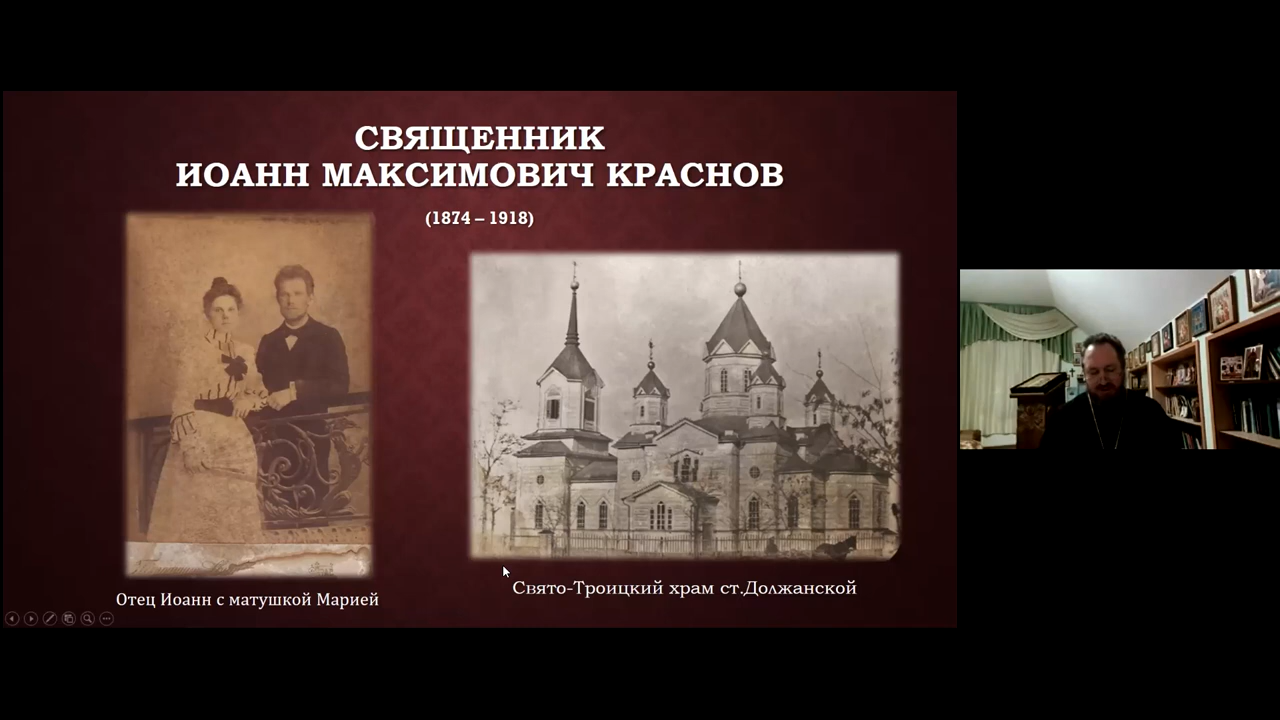 СВЯЩЕННИК
ИОАНН МАКСИМОВИЧ КРАСНОВ
(1874 – 1918)
Отец Иоанн с матушкой Марией
Свято-Троицкий храм ст.Должанской